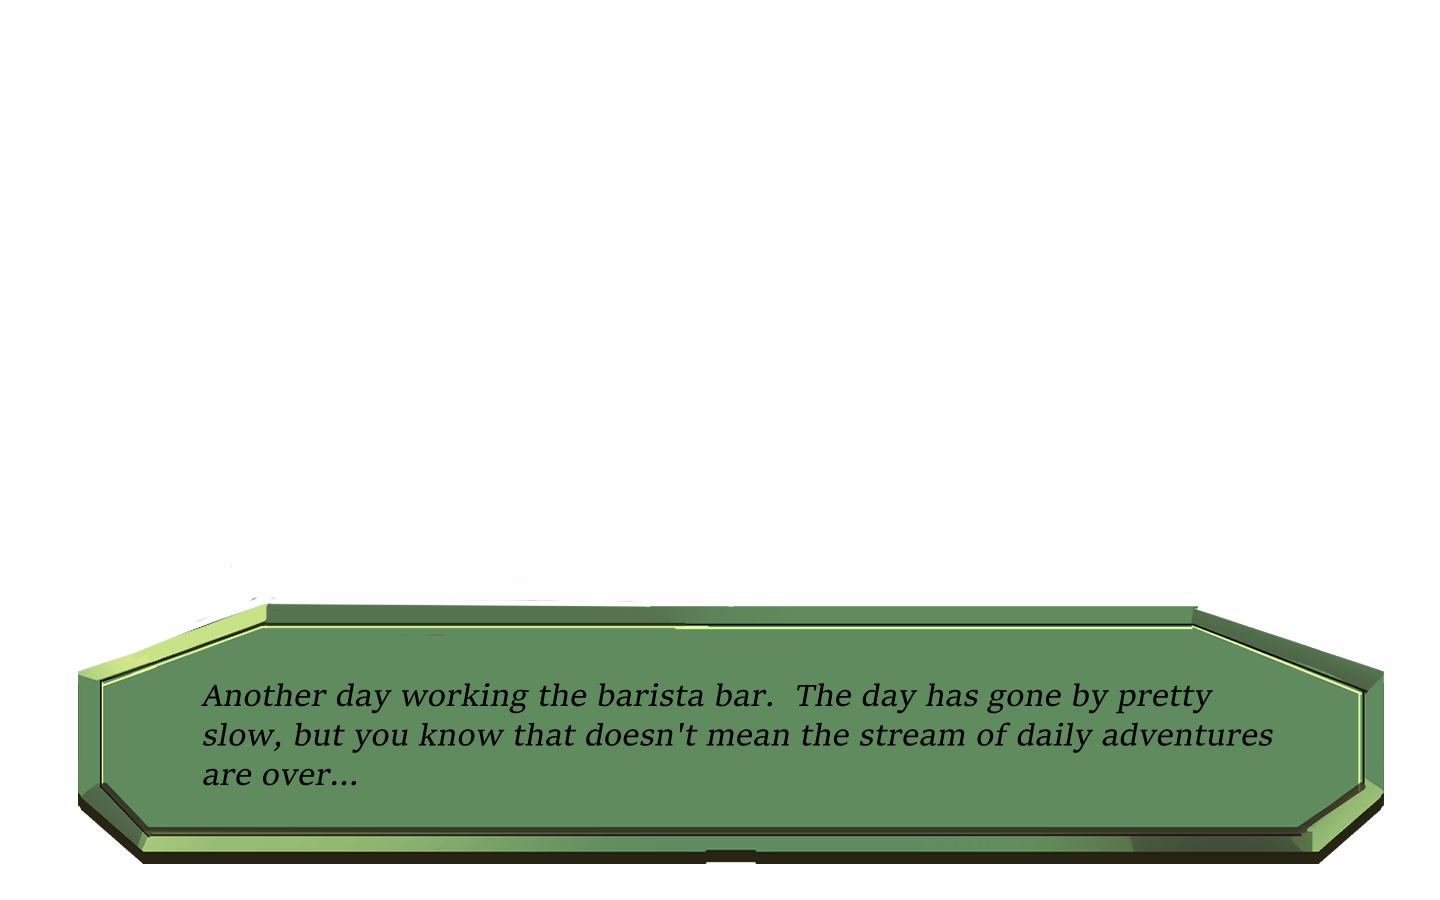 Another day working the barista bar.  The day has gone by pretty
slow, but you know that doesn't mean the stream of daily adventures
are over...